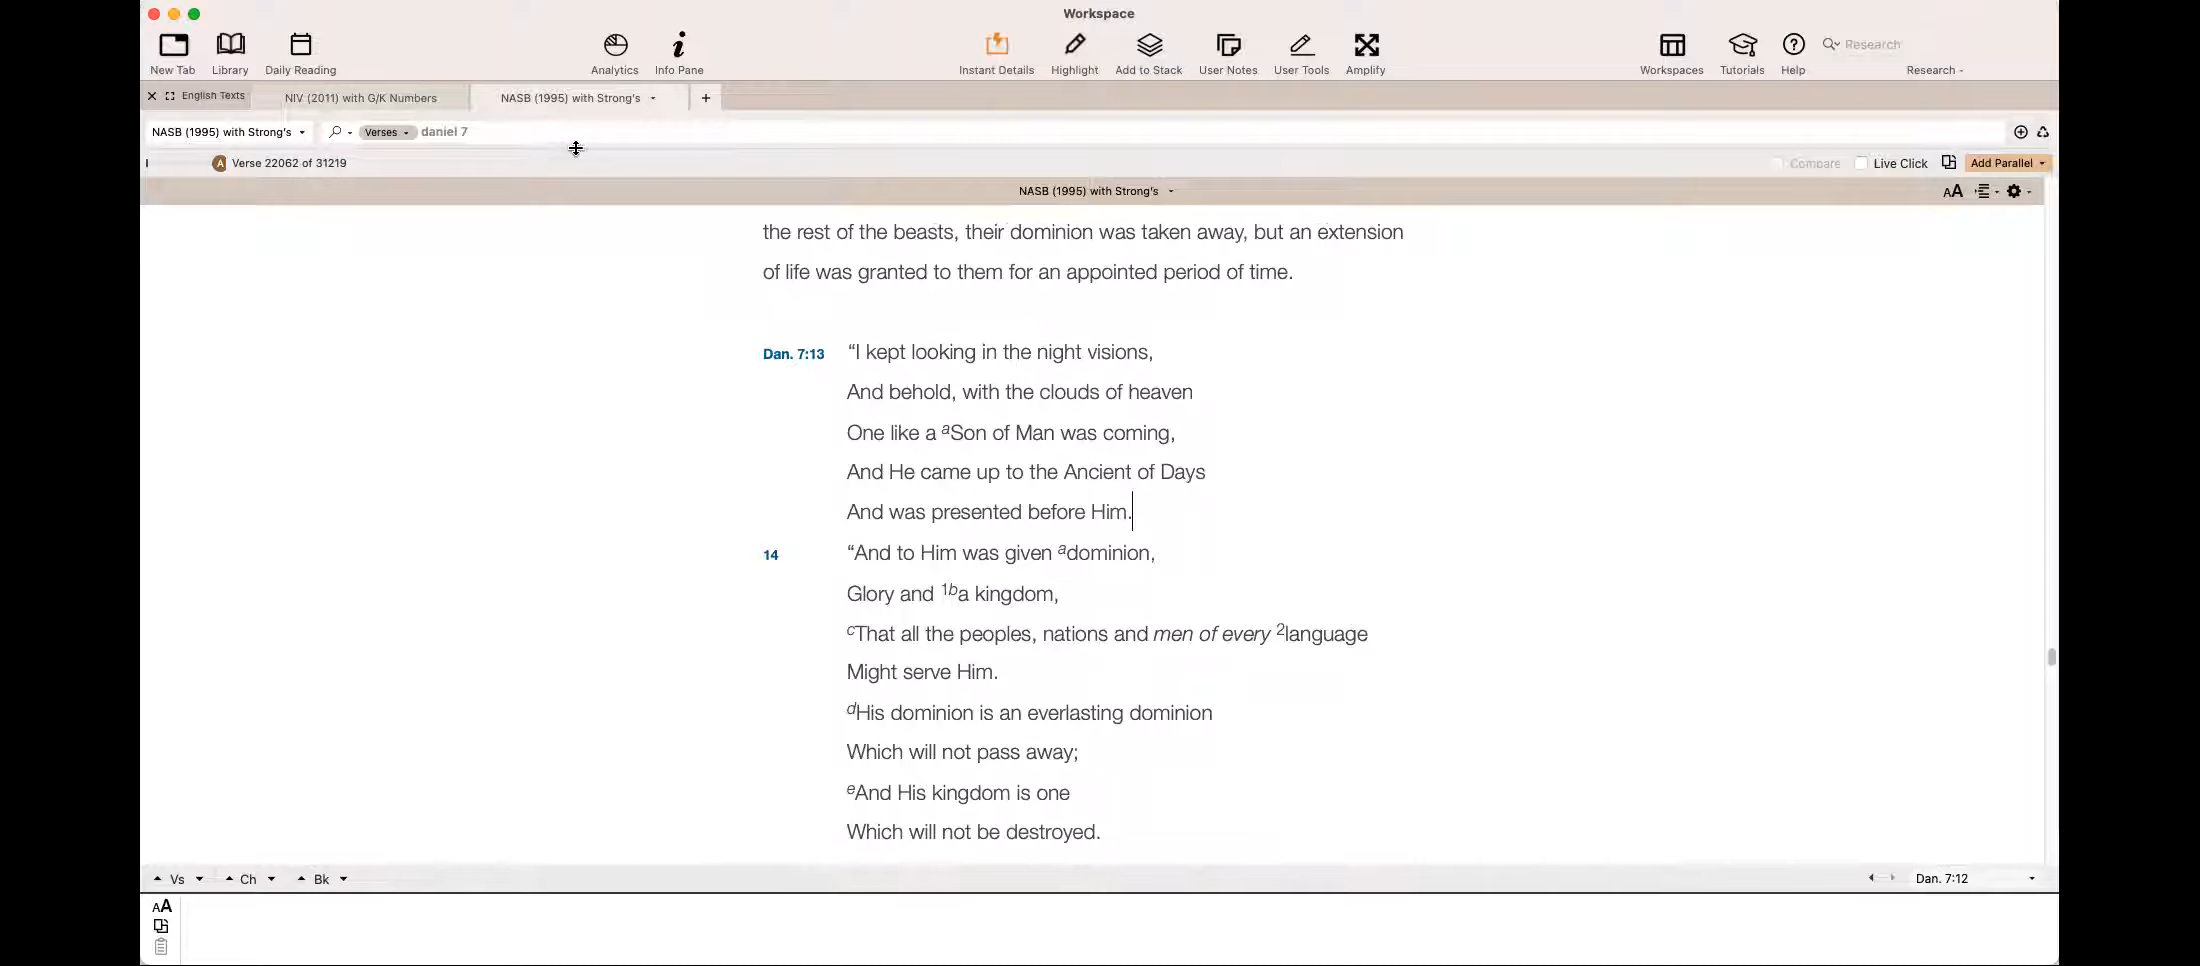 Workspace
New Tab Library Daily Reading Analytics Info Pane Instant Details Highlight Add to Stack User Notes User Tools Amplify Workspaces Tutorials Help Research
Research
English Texts NIV (2011) with G/K Numbers NASB (1995) with Strong's
NASB (1995) with Strong's Verses daniel 7
A Verse 22062 of 31219 Compare Live Click Add Parallel
NASB (1995) with Strong's AA
the rest of the beasts, their dominion was taken away, but an extension
of life was granted to them for an appointed period of time.
Dan. 7:13 “I kept looking in the night visions,
And behold, with the clouds of heaven
One like a aSon of Man was coming,
And He came up to the Ancient of Days
And was presented before Him.
14 “And to Him was given adominion,
Glory and 1ba kingdom,
cThat all the peoples, nations and men of every 2language
Might serve Him.
dHis dominion is an everlasting dominion
Which will not pass away;
eAnd His kingdom is one
Which will not be destroyed.
Vs Ch Bk Dan. 7:12
AA